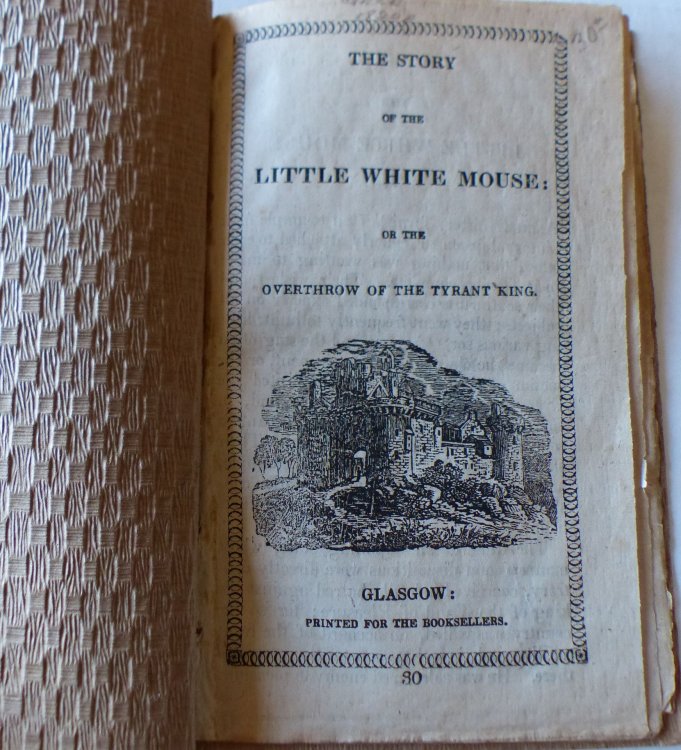 THE STORY
OF THE
LITTLE WHITE MOUSE:
OR THE
OVERTHROW OF THE TYRANT KING.
GLASGOW:
PRINTED FOR THE BOOKSELLERS.
80